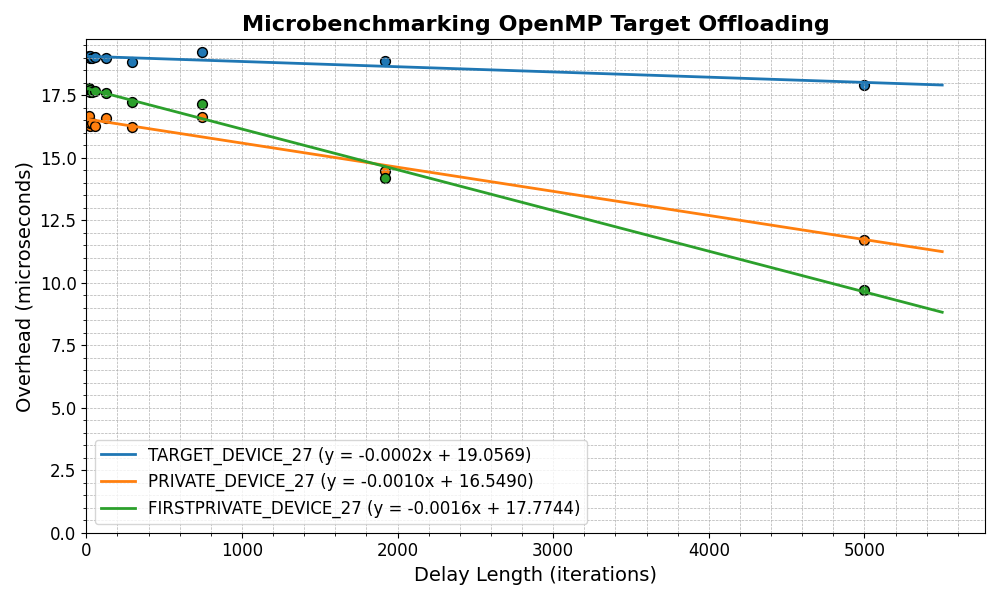 Microbenchmarking OpenMP Target Offloading
Overhead (microseconds)
17.5
15.0
12.5
10.0
7.5
5.0
2.5
0.0
TARGET_DEVICE_27 (y = -0.0002x + 19.0569)
PRIVATE_DEVICE_27 (y = -0.0010x + 16.5490)
FIRSTPRIVATE_DEVICE_27 (y = -0.0016x + 17.7744)
0 1000 2000 3000 4000 5000
Delay Length (iterations)